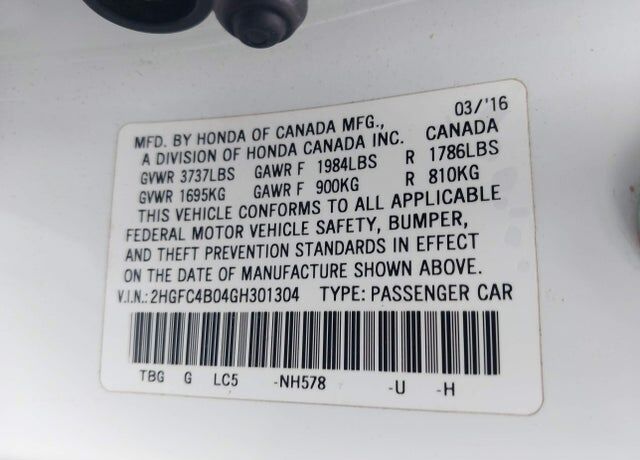 03/'16
MFD. BY HONDA OF CANADA MFG.,
A DIVISION OF HONDA CANADA INC. CANADA
GVWR 3737LBS GAWR F 1984LBS R 1786LBS
GVWR 1695KG GAWR F 900KG R 810KG
THIS VEHICLE CONFORMS TO ALL APPLICABLE
FEDERAL MOTOR VEHICLE SAFETY, BUMPER,
AND THEFT PREVENTION STANDARDS IN EFFECT
ON THE DATE OF MANUFACTURE SHOWN ABOVE.
V.I.N.: 2HGFC4B04GH301304 TYPE: PASSENGER CAR
TBG G LC5 -NH578 -U -H